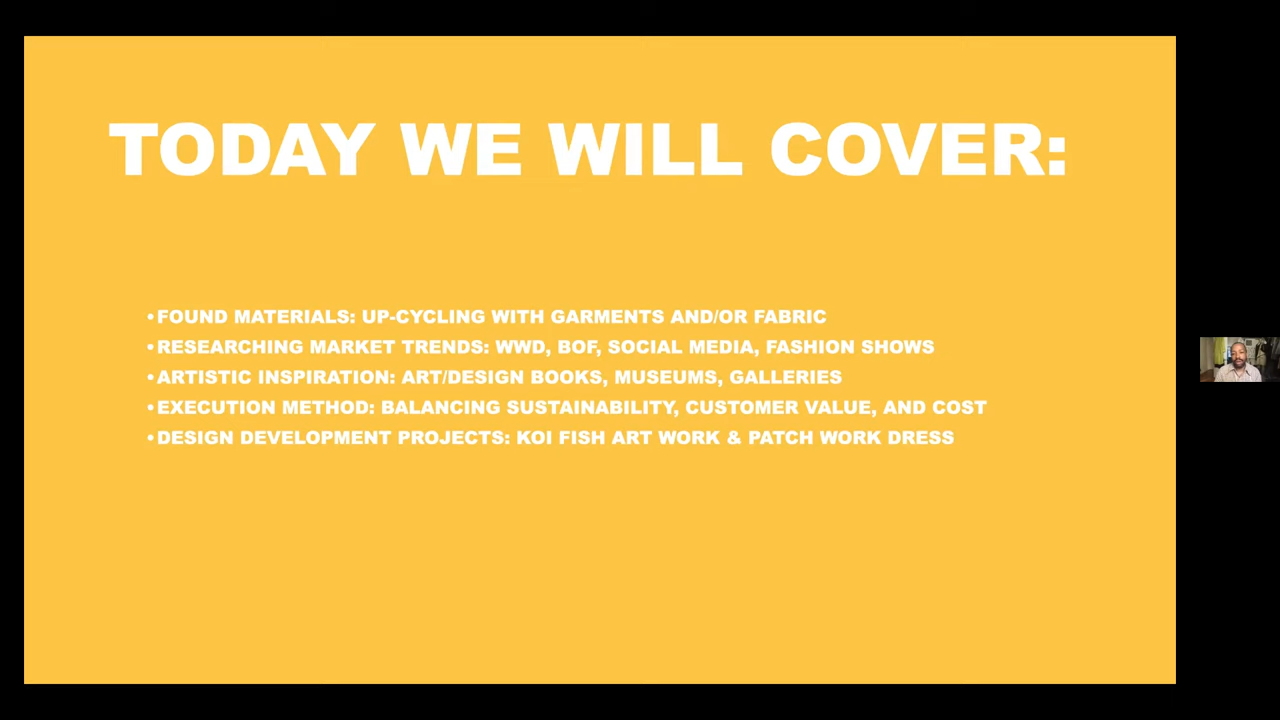 TODAY WE WILL COVER:
•FOUND MATERIALS: UP-CYCLING WITH GARMENTS AND/OR FABRIC
•RESEARCHING MARKET TRENDS: WWD, BOF, SOCIAL MEDIA, FASHION SHOWS
•ARTISTIC INSPIRATION: ART/DESIGN BOOKS, MUSEUMS, GALLERIES
•EXECUTION METHOD: BALANCING SUSTAINABILITY, CUSTOMER VALUE, AND COST
•DESIGN DEVELOPMENT PROJECTS: KOI FISH ART WORK & PATCH WORK DRESS